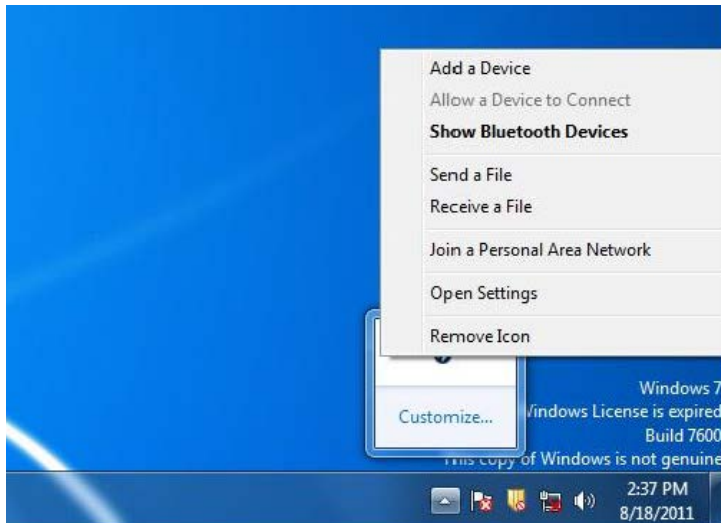 Add a Device
Allow a Device to Connect
Show Bluetooth Devices
Send a File
Receive a File
Join a Personal Area Network
Open Settings
Remove Icon
Customize...
Windows 7
Windows License is expired
Build 7600
This copy of Windows is not genuine
2:37 PM
8/18/2011